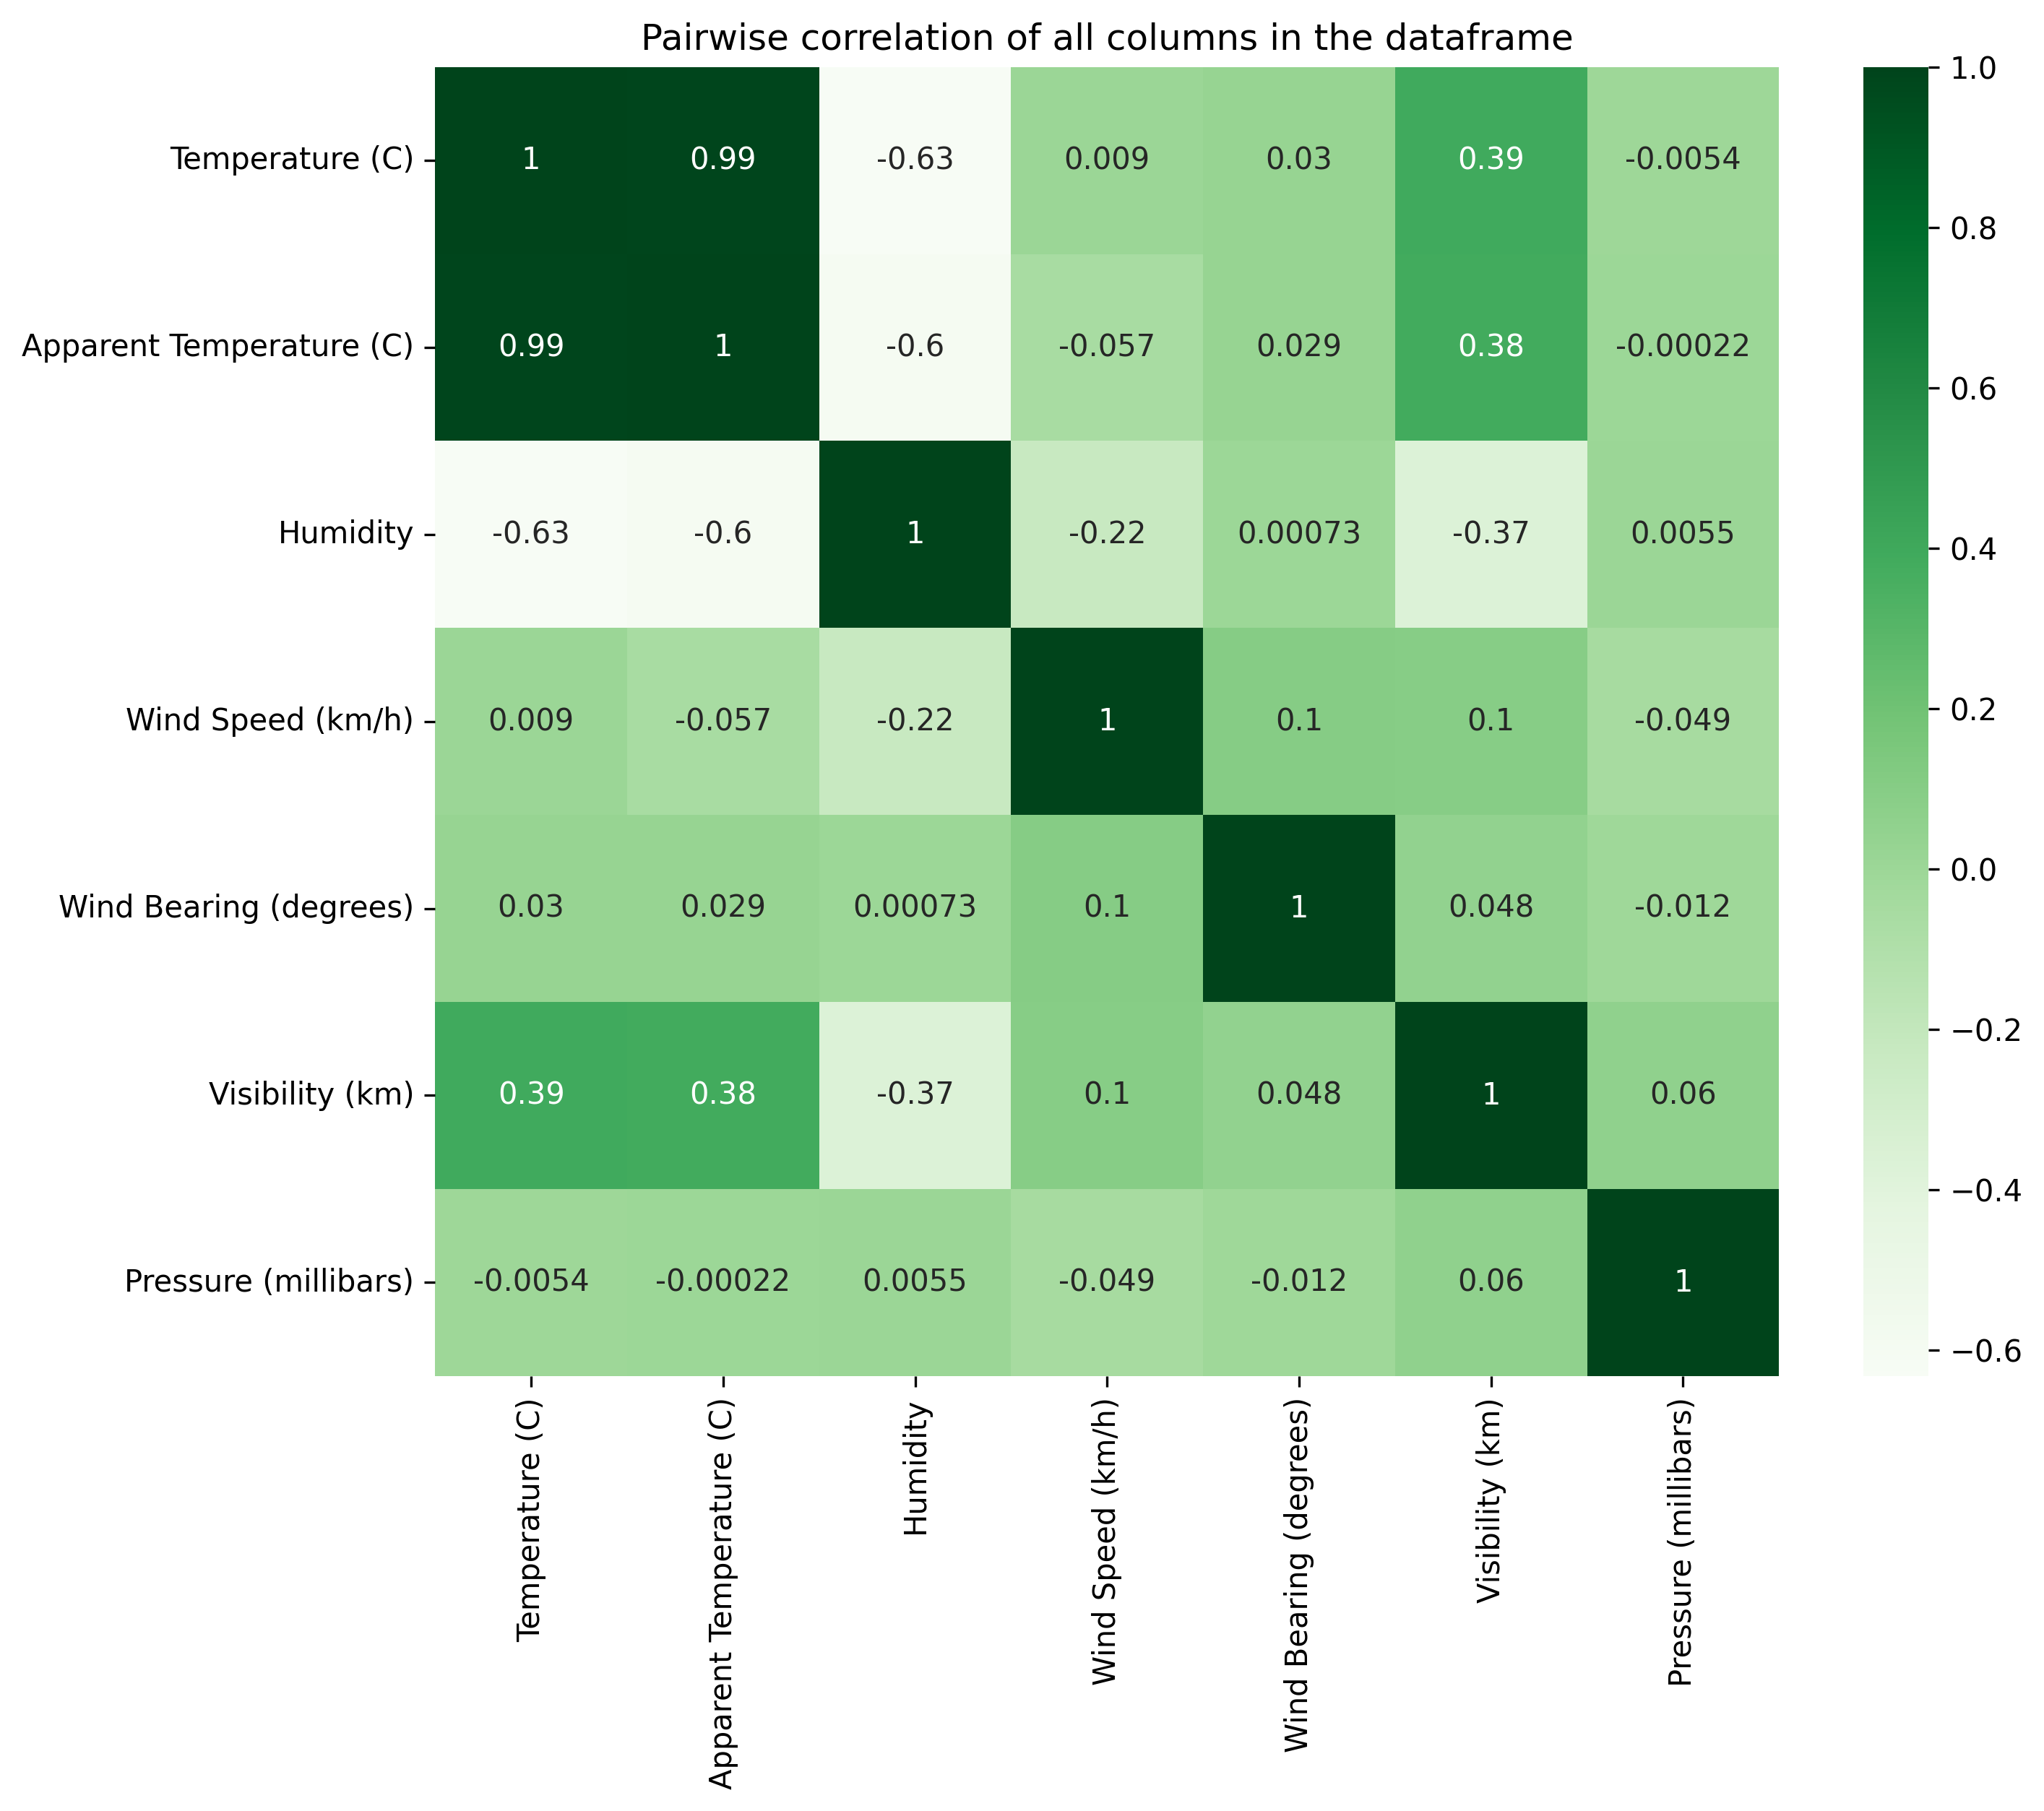 Pairwise correlation of all columns in the dataframe
Temperature (C) 1 0.99 -0.63 0.009 0.03 0.39 -0.0054
Apparent Temperature (C) 0.99 1 -0.6 -0.057 0.029 0.38 -0.00022
Humidity -0.63 -0.6 1 -0.22 0.00073 -0.37 0.0055
Wind Speed (km/h) 0.009 -0.057 -0.22 1 0.1 0.1 -0.049
Wind Bearing (degrees) 0.03 0.029 0.00073 0.1 1 0.048 -0.012
Visibility (km) 0.39 0.38 -0.37 0.1 0.048 1 0.06
Pressure (millibars) -0.0054 -0.00022 0.0055 -0.049 -0.012 0.06 1
Temperature (C)
Apparent Temperature (C)
Humidity
Wind Speed (km/h)
Wind Bearing (degrees)
Visibility (km)
Pressure (millibars)
1.0
0.8
0.6
0.4
0.2
0.0
−0.2
−0.4
−0.6